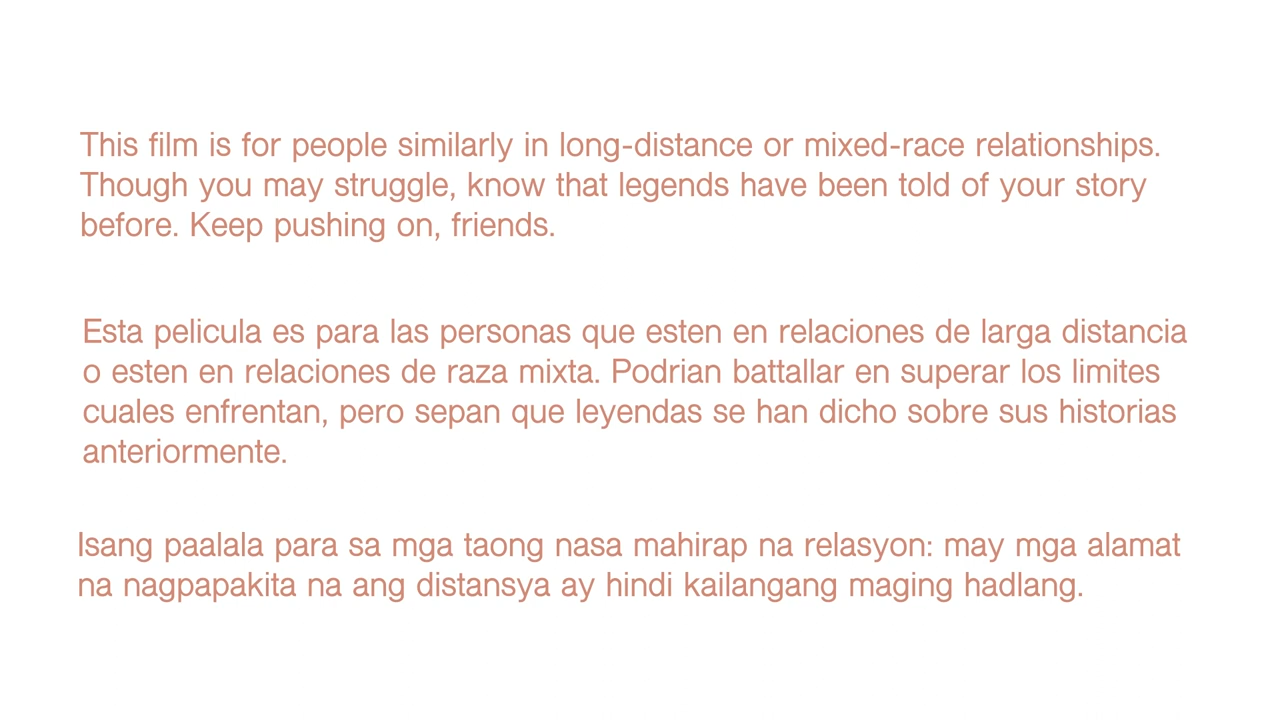 This film is for people similarly in long-distance or mixed-race relationships.
Though you may struggle, know that legends have been told of your story
before. Keep pushing on, friends.
Esta pelicula es para las personas que esten en relaciones de larga distancia
o esten en relaciones de raza mixta. Podrian battallar en superar los limites
cuales enfrentan, pero sepan que leyendas se han dicho sobre sus historias
anteriormente.
Isang paalala para sa mga taong nasa mahirap na relasyon: may mga alamat
na nagpapakita na ang distansya ay hindi kailangang maging hadlang.